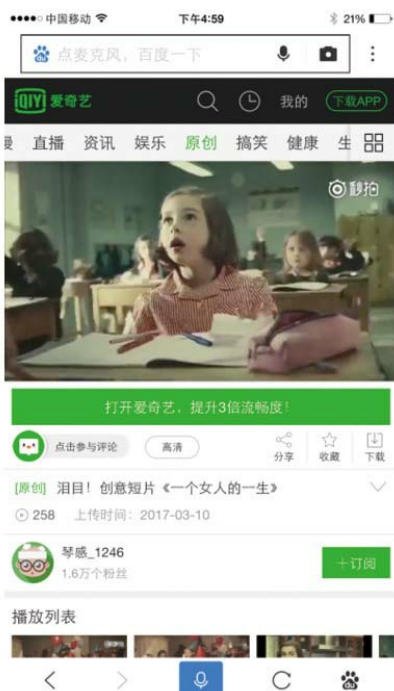 中国移动 下午4:59 21%
点麦克风，百度一下
QIYI 爱奇艺 我的 下载APP
直播 资讯 娱乐 原创 搞笑 健康
秒拍
打开爱奇艺，提升3倍流畅度！
点击参与评论 高清 分享 收藏 下载
[原创] 泪目！创意短片《一个女人的一生》
258 上传时间：2017-03-10
琴感_1246
1.6万个粉丝
＋订阅
播放列表